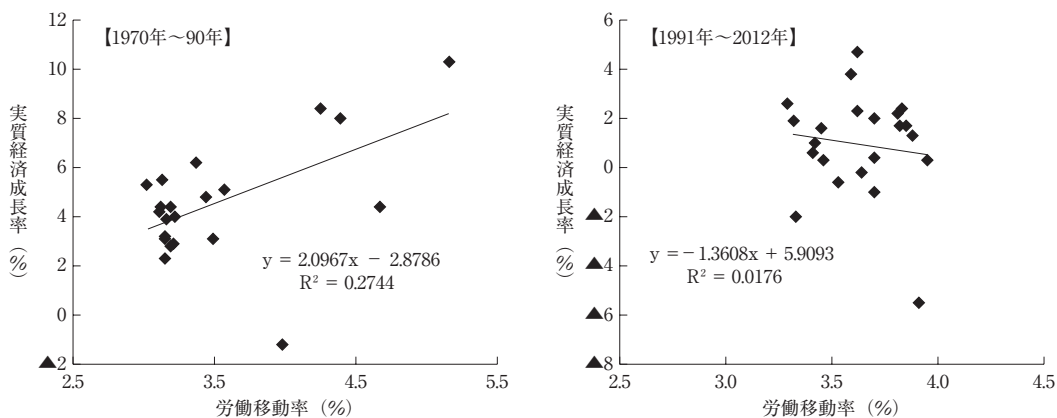 【1970年~90年】
12
10
8
6
4
2
0
▲2
2.5 3.5 4.5 5.5
実質経済成長率(%)
労働移動率(%)
y = 2.0967x - 2.8786
R² = 0.2744
【1991年~2012年】
6
4
2
0
▲2
▲4
▲6
▲8
2.5 3.0 3.5 4.0 4.5
実質経済成長率(%)
労働移動率(%)
y = -1.3608x + 5.9093
R² = 0.0176